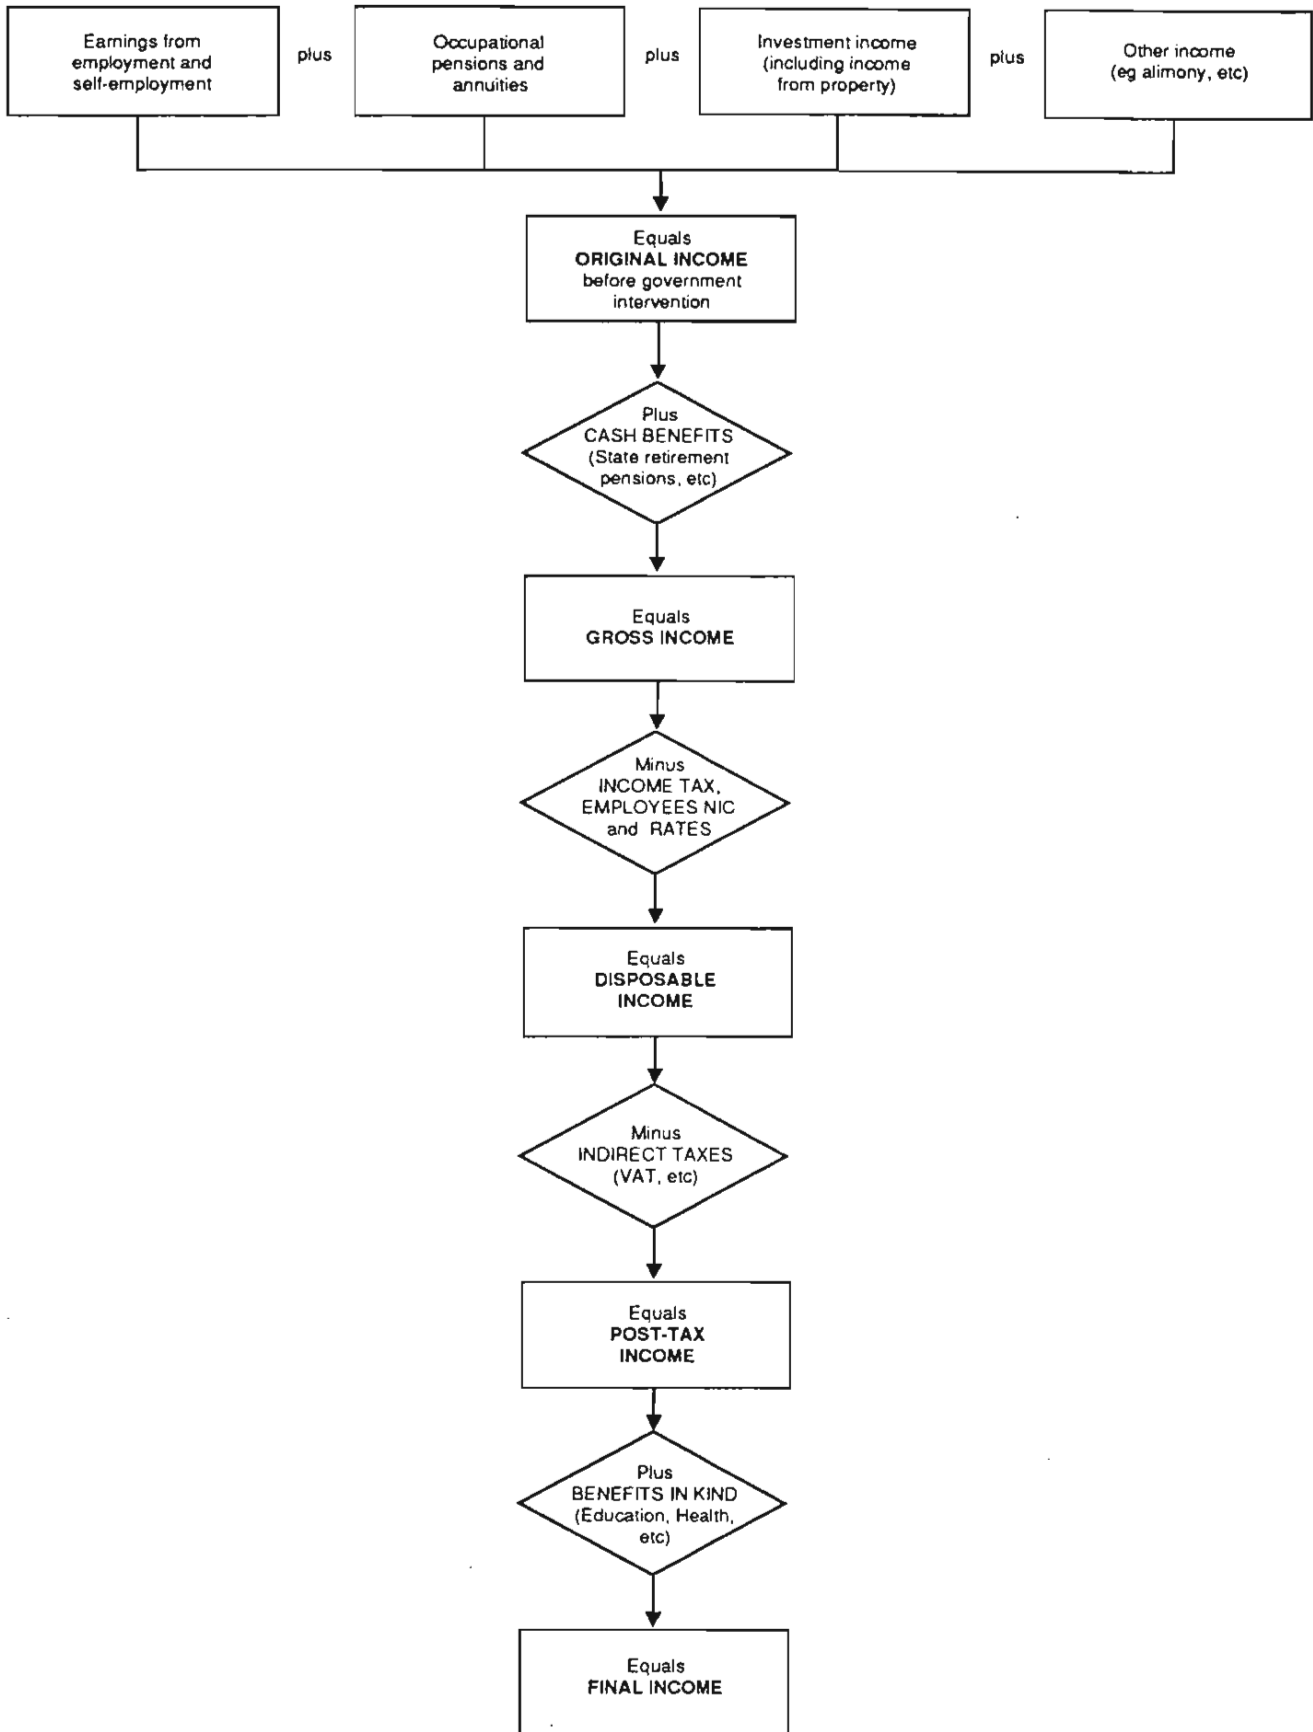 Earnings from
employment and
self-employment
plus
Occupational
pensions and
annuities
plus
Investment income
(including income
from property)
plus
Other income
(eg alimony, etc)
Equals
ORIGINAL INCOME
before government
intervention
Plus
CASH BENEFITS
(State retirement
pensions, etc)
Equals
GROSS INCOME
Minus
INCOME TAX,
EMPLOYEES NIC
and RATES
Equals
DISPOSABLE
INCOME
Minus
INDIRECT TAXES
(VAT, etc)
Equals
POST-TAX
INCOME
Plus
BENEFITS IN KIND
(Education, Health,
etc)
Equals
FINAL INCOME